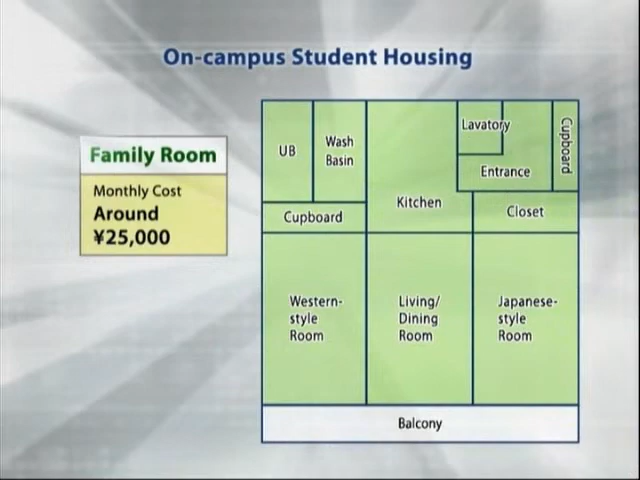 On-campus Student Housing
Family Room
Monthly Cost
Around
¥25,000
UB
Wash
Basin
Lavatory
Cupboard
Entrance
Kitchen
Closet
Cupboard
Western-
style
Room
Living/
Dining
Room
Japanese-
style
Room
Balcony